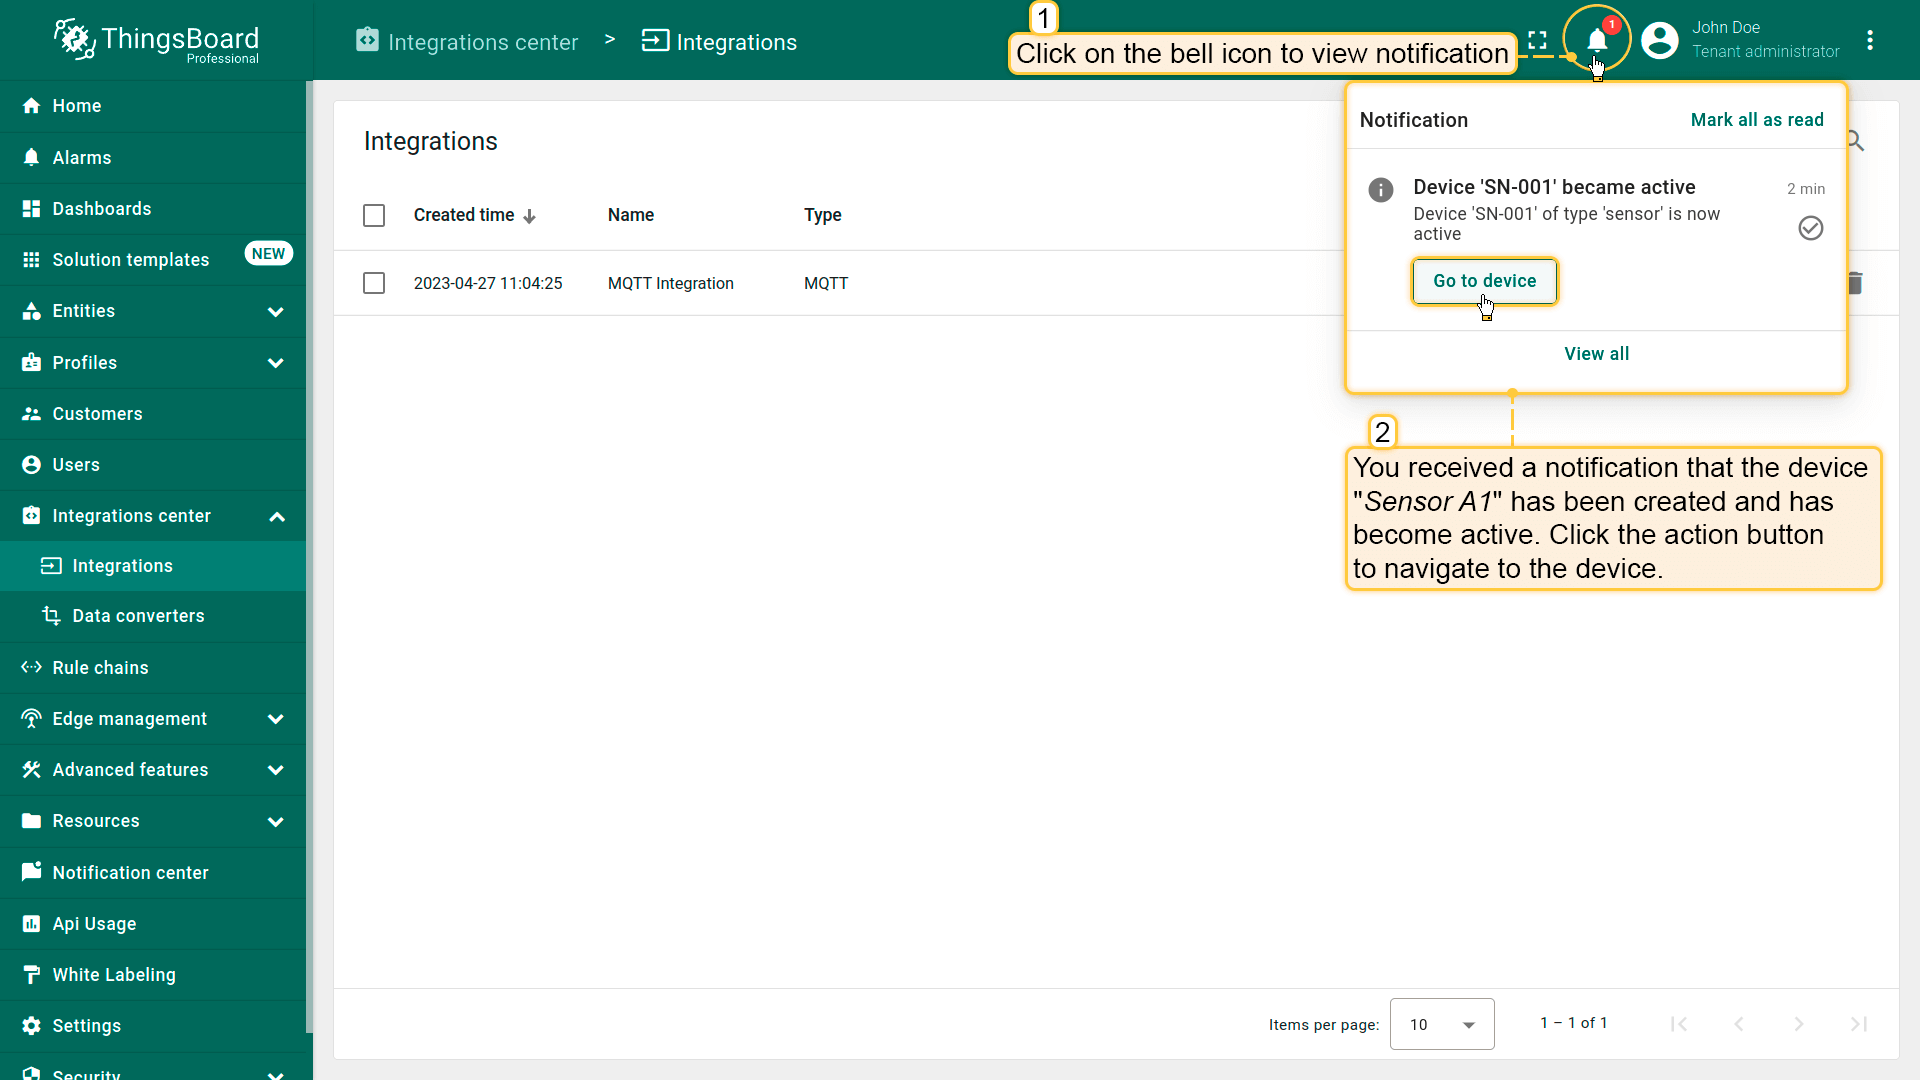 ThingsBoard
Professional
Integrations center > Integrations
1
Click on the bell icon to view notification
1
John Doe
Tenant administrator
Home
Alarms
Dashboards
Solution templates NEW
Entities
Profiles
Customers
Users
Integrations center
Integrations
Data converters
Rule chains
Edge management
Advanced features
Resources
Notification center
Api Usage
White Labeling
Settings
Security
Integrations
Created time Name Type
2023-04-27 11:04:25 MQTT Integration MQTT
Notification Mark all as read
Device 'SN-001' became active 2 min
Device 'SN-001' of type 'sensor' is now
active
Go to device
View all
2
You received a notification that the device
"Sensor A1" has been created and has
become active. Click the action button
to navigate to the device.
Items per page: 10 1 – 1 of 1